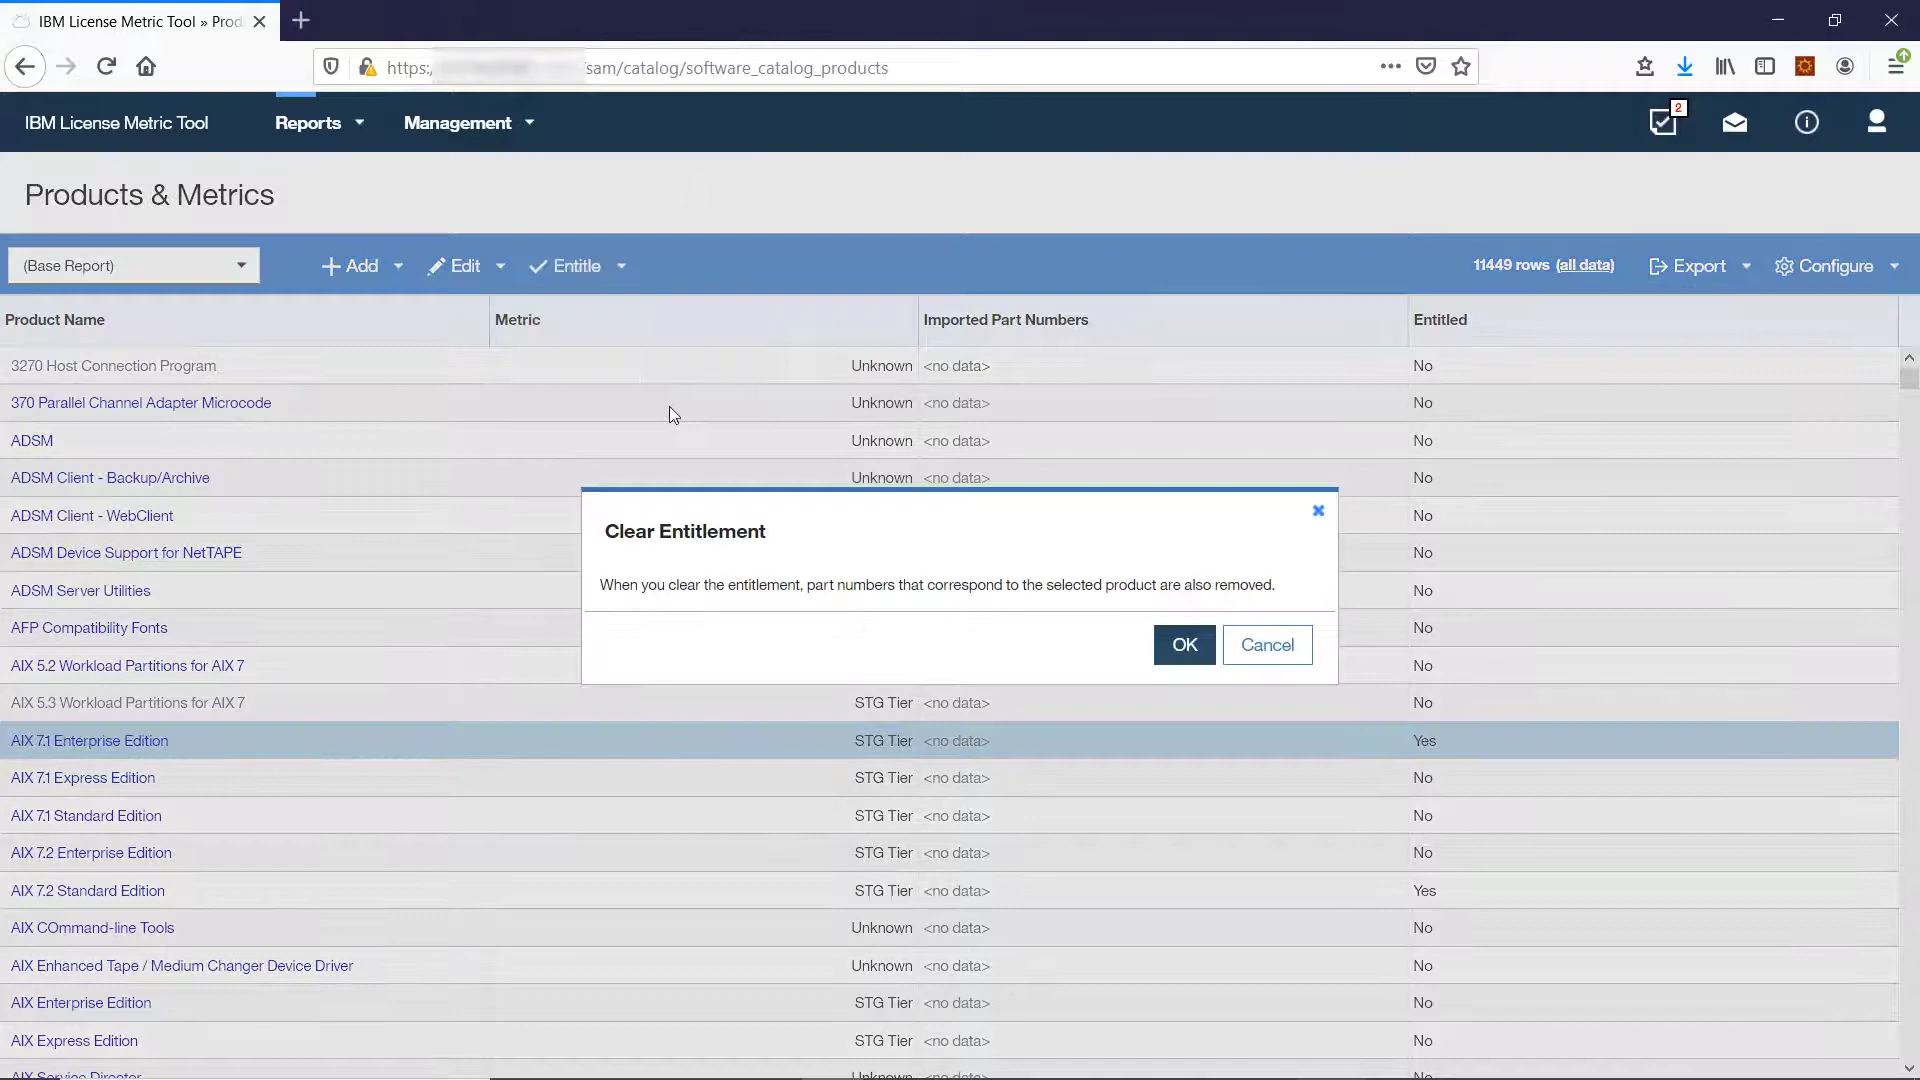 IBM License Metric Tool » Prod
https:/ /sam/catalog/software_catalog_products
IBM License Metric Tool Reports Management 2
Products & Metrics
(Base Report) Add Edit Entitle 11449 rows (all data) Export Configure
Product Name Metric Imported Part Numbers Entitled
3270 Host Connection Program Unknown <no data> No
370 Parallel Channel Adapter Microcode Unknown <no data> No
ADSM Unknown <no data> No
ADSM Client - Backup/Archive Unknown <no data> No
ADSM Client - WebClient No
ADSM Device Support for NetTAPE No
ADSM Server Utilities No
AFP Compatibility Fonts No
AIX 5.2 Workload Partitions for AIX 7 No
Clear Entitlement
When you clear the entitlement, part numbers that correspond to the selected product are also removed.
OK Cancel
AIX 5.3 Workload Partitions for AIX 7 STG Tier <no data> No
AIX 7.1 Enterprise Edition STG Tier <no data> Yes
AIX 7.1 Express Edition STG Tier <no data> No
AIX 7.1 Standard Edition STG Tier <no data> No
AIX 7.2 Enterprise Edition STG Tier <no data> No
AIX 7.2 Standard Edition STG Tier <no data> Yes
AIX COmmand-line Tools Unknown <no data> No
AIX Enhanced Tape / Medium Changer Device Driver Unknown <no data> No
AIX Enterprise Edition STG Tier <no data> No
AIX Express Edition STG Tier <no data> No
AIX Service Director Unknown <no data> No